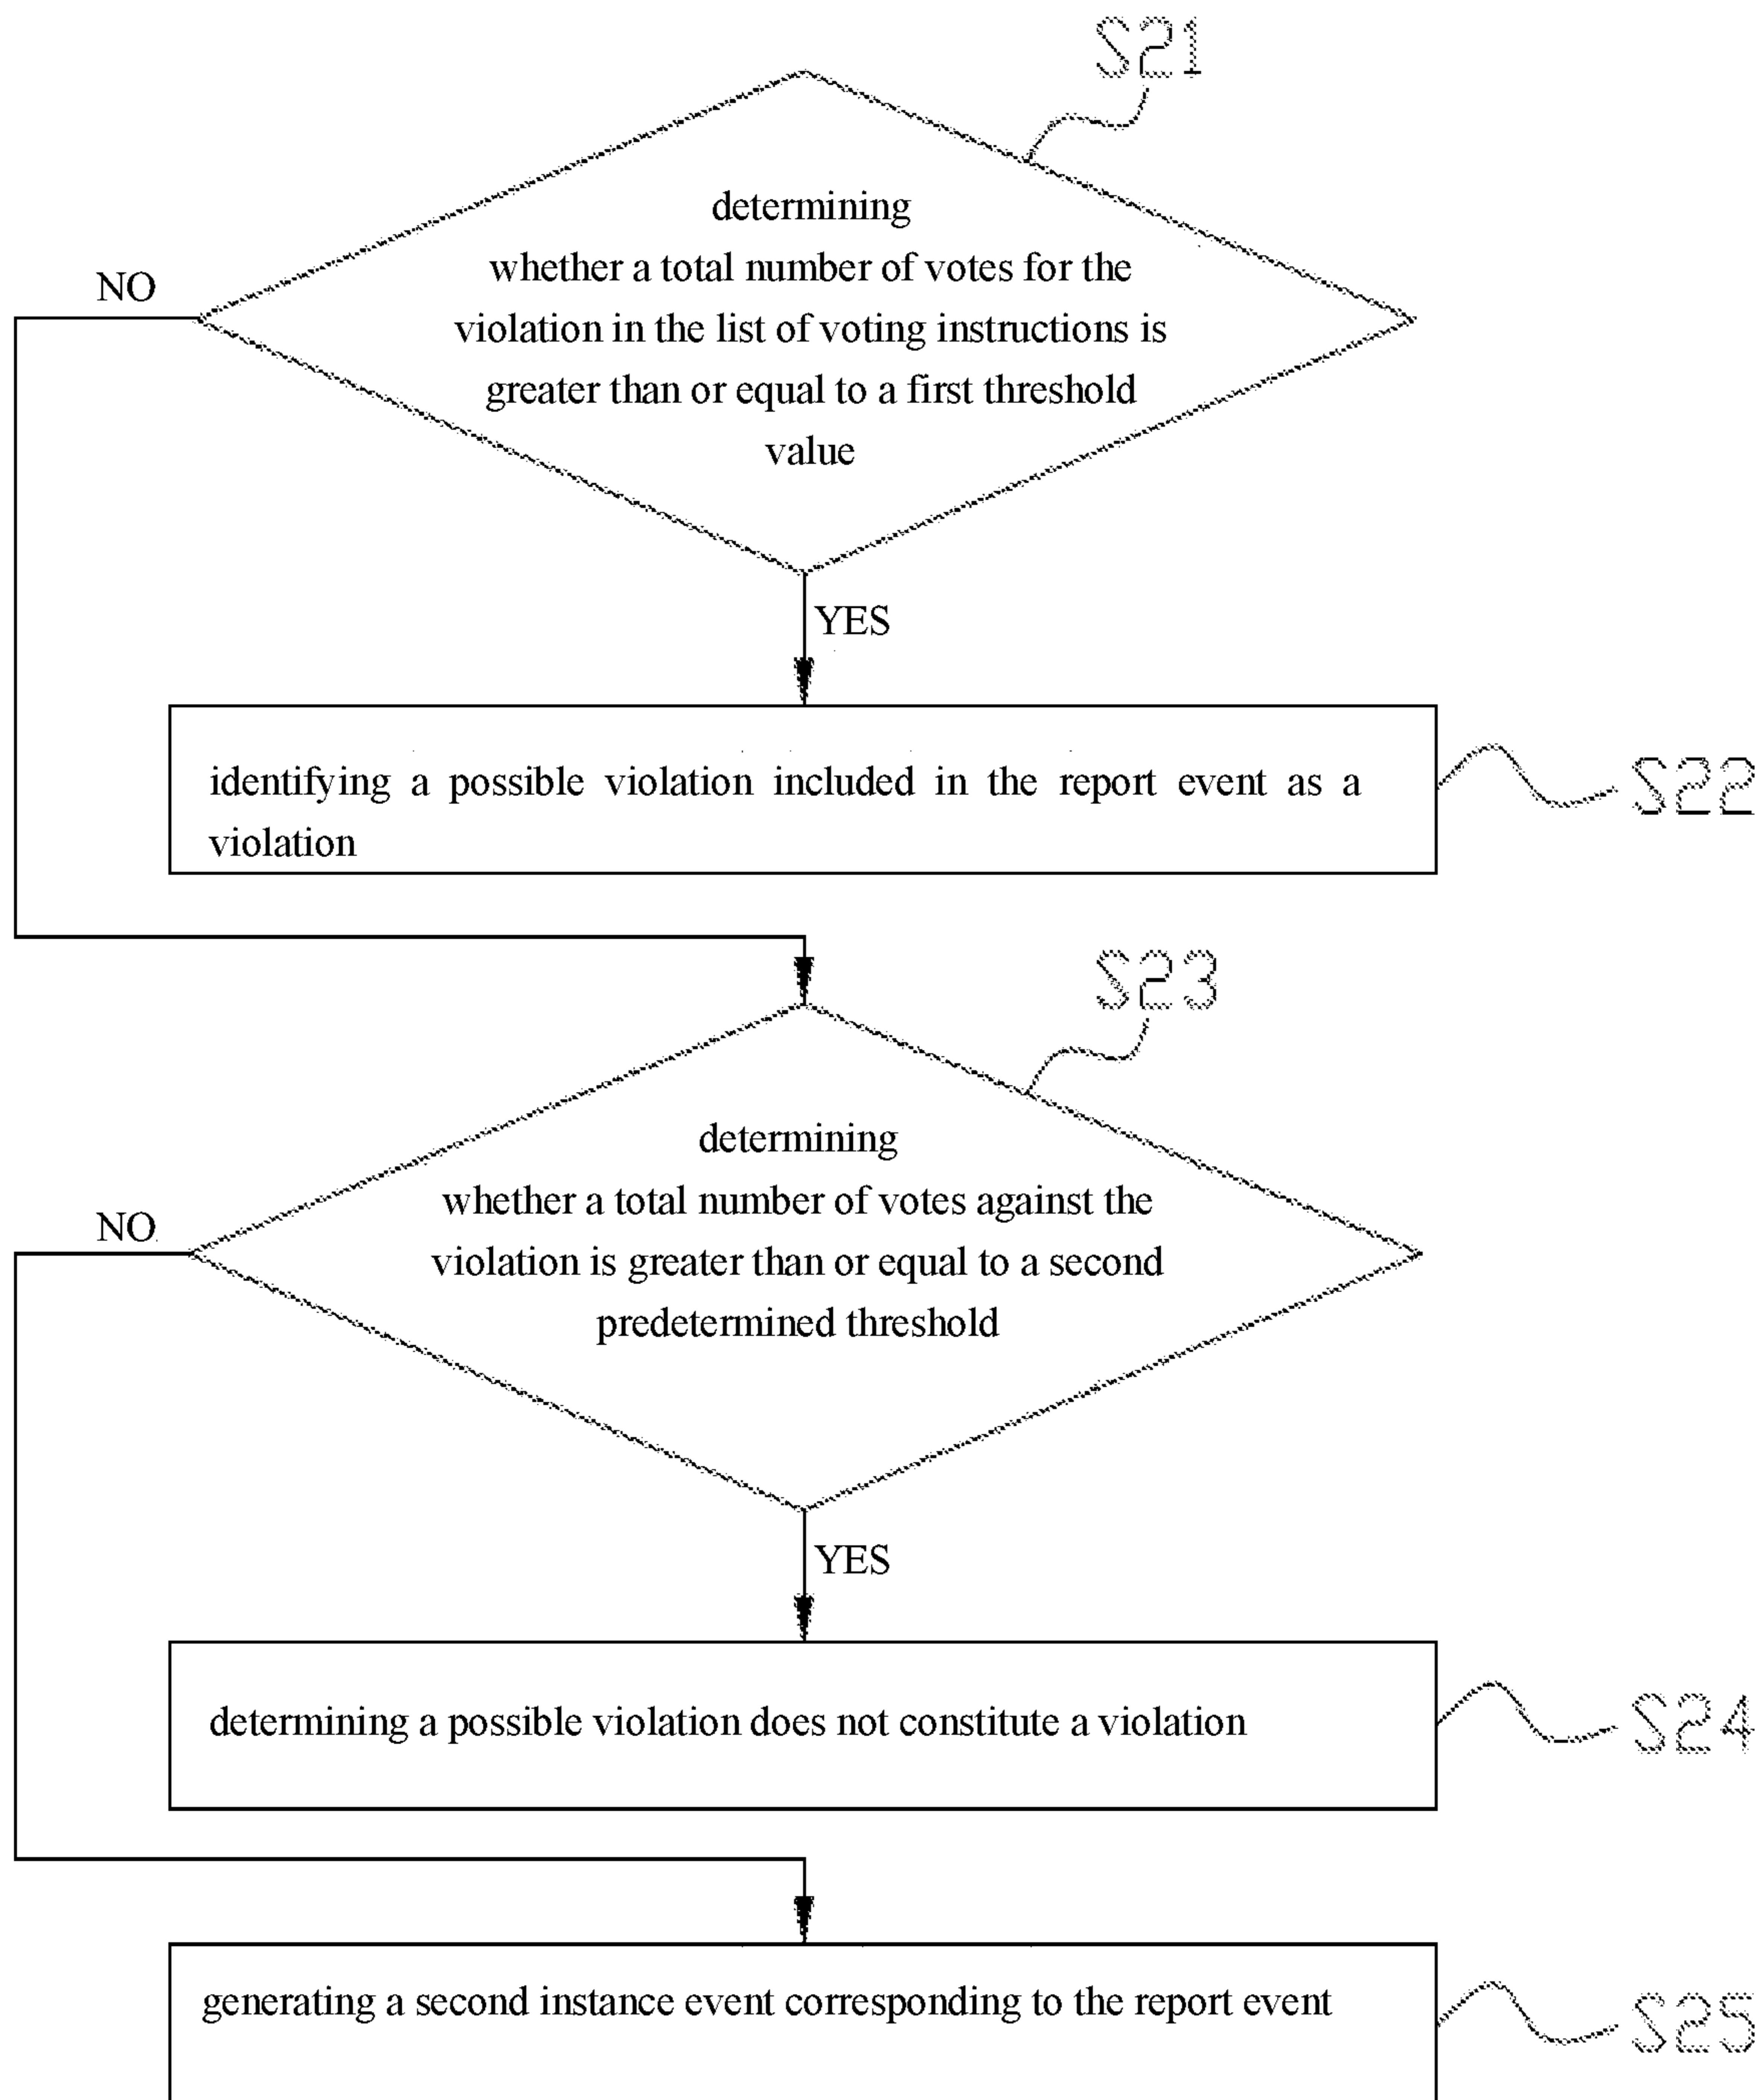 S21
determining
whether a total number of votes for the
violation in the list of voting instructions is
greater than or equal to a first threshold
value
NO
YES
identifying a possible violation included in the report event as a
violation
S22
S23
determining
whether a total number of votes against the
violation is greater than or equal to a second
predetermined threshold
NO
YES
determining a possible violation does not constitute a violation
S24
generating a second instance event corresponding to the report event
S25